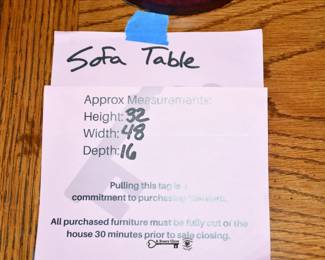 Sofa Table
Approx Measurements:
Height: 32
Width: 48
Depth: 16
Pulling this tag is a
commitment to purchasing the item.
All purchased furniture must be fully out of the
house 30 minutes prior to sale closing.